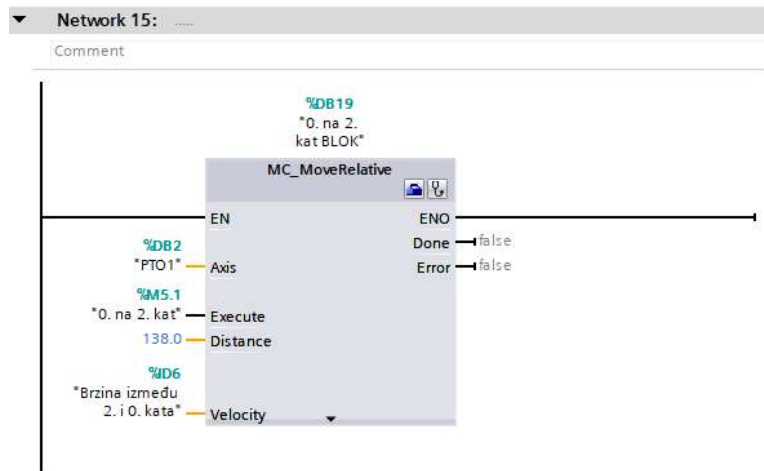 Network 15: .....
Comment
%DB19
"0. na 2.
kat BLOK"
MC_MoveRelative
EN
ENO
Done
false
%DB2
"PTO1"
Axis
Error
false
%M5.1
"0. na 2. kat"
Execute
138.0
Distance
%ID6
"Brzina između
2. i 0. kata"
Velocity